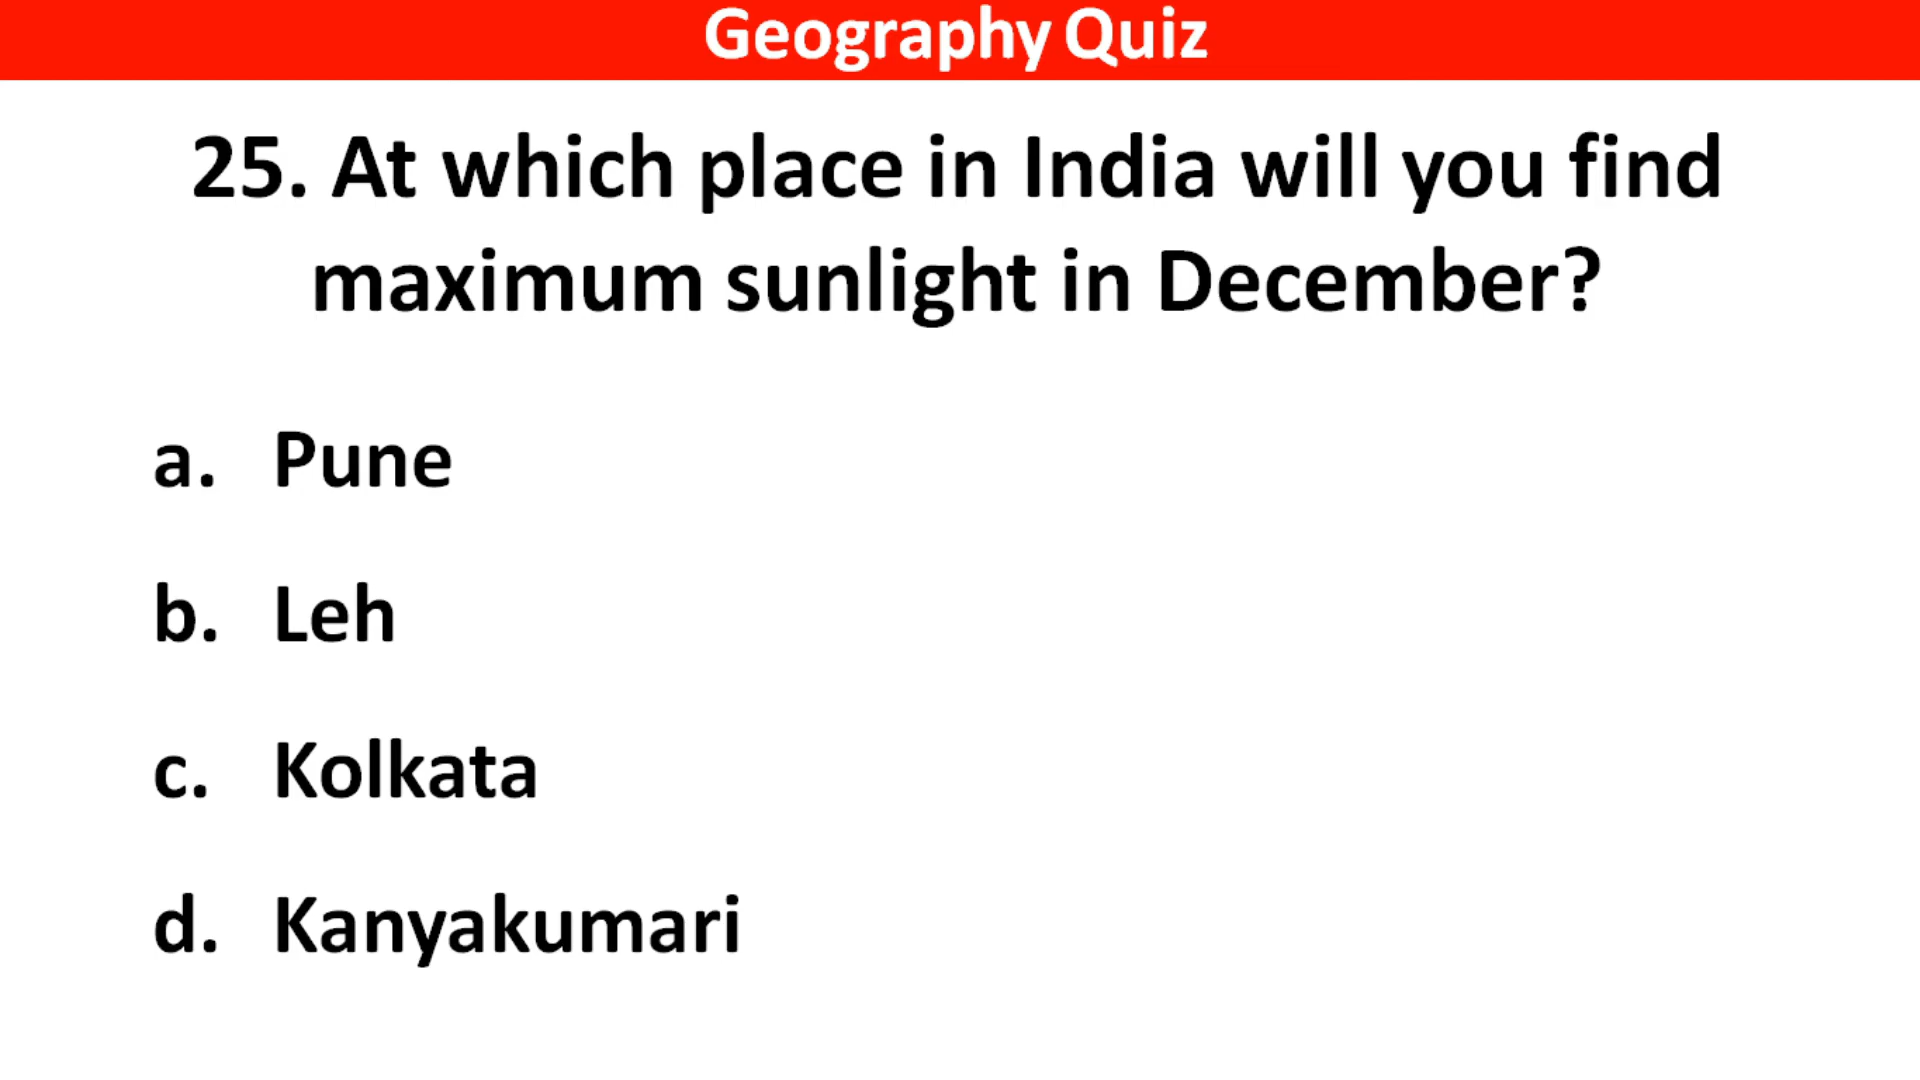 Geography Quiz
25. At which place in India will you find
maximum sunlight in December?
a. Pune
b. Leh
c. Kolkata
d. Kanyakumari